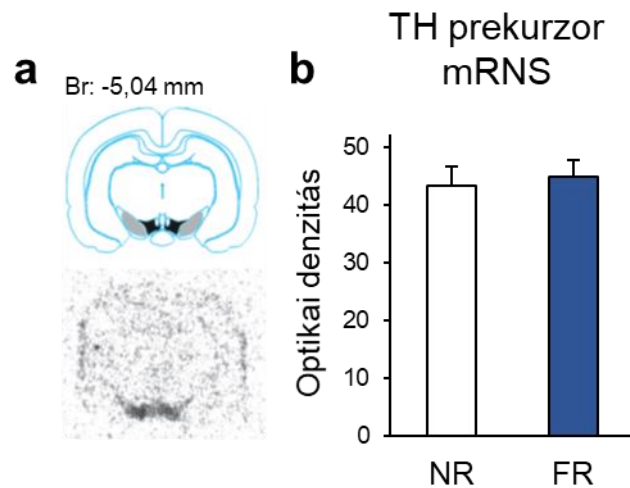 a
Br: -5,04 mm
b
TH prekurzor
mRNS
Optikai denzitás
50
40
30
20
10
0
NR
FR